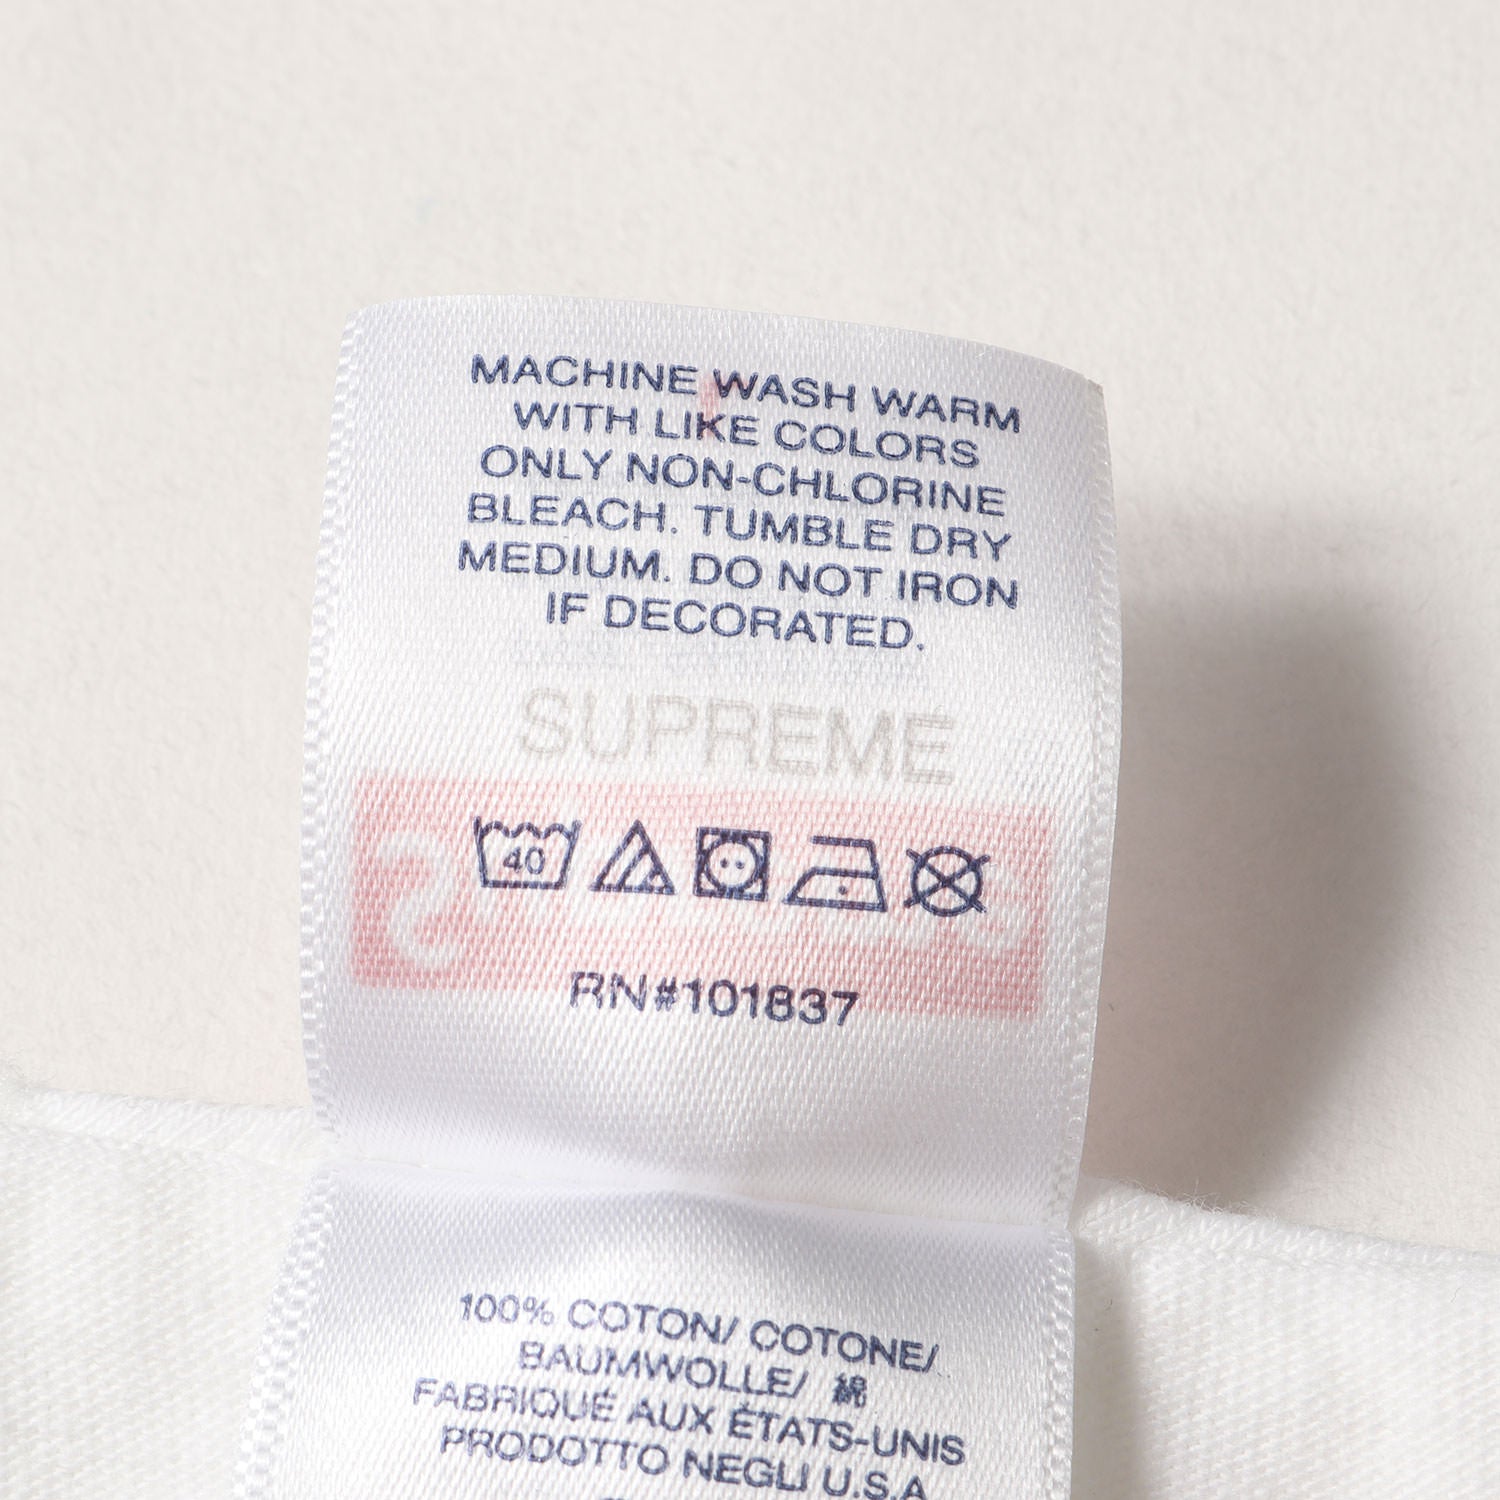 MACHINE WASH WARM
WITH LIKE COLORS
ONLY NON-CHLORINE
BLEACH. TUMBLE DRY
MEDIUM. DO NOT IRON
IF DECORATED.
SUPREME
40
RN#101837
100% COTON/ COTONE/
BAUMWOLLE/ 綿
FABRIQUÉ AUX ÉTATS-UNIS
PRODOTTO NEGLI U.S.A